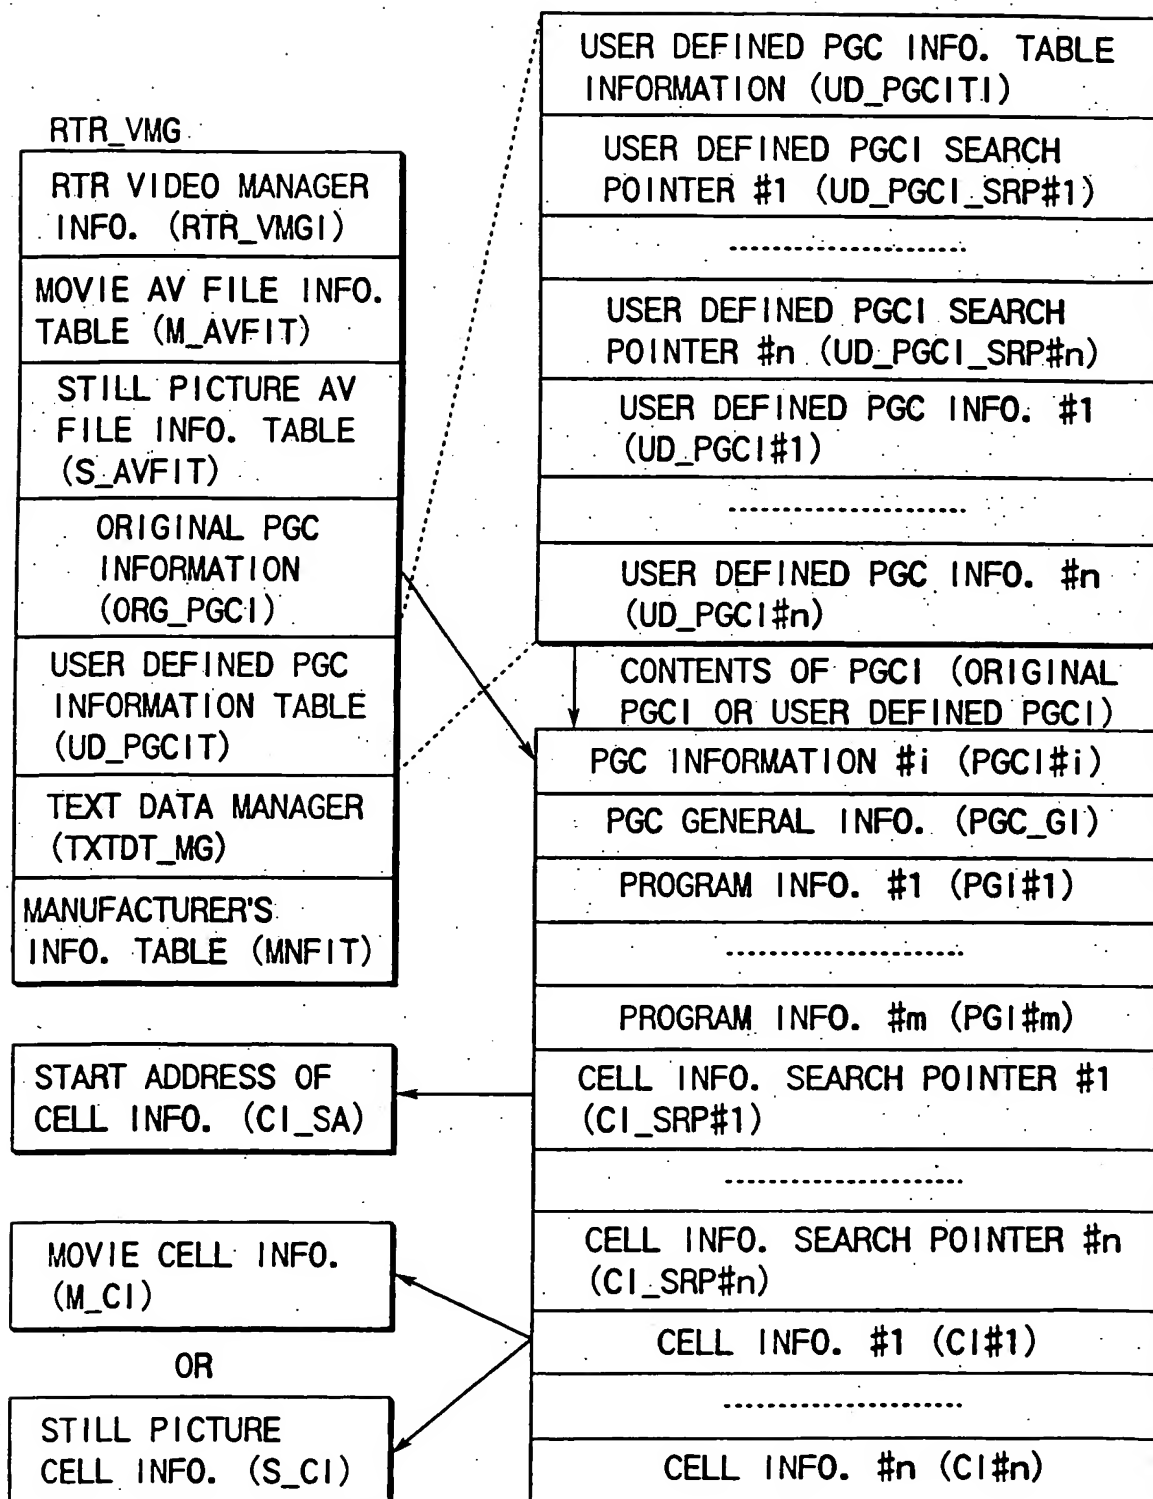 RTR_VMG
RTR VIDEO MANAGER
INFO. (RTR_VMGI)
MOVIE AV FILE INFO.
TABLE (M_AVFIT)
STILL PICTURE AV
FILE INFO. TABLE
(S_AVFIT)
ORIGINAL PGC
INFORMATION
(ORG_PGCI)
USER DEFINED PGC
INFORMATION TABLE
(UD_PGCIT)
TEXT DATA MANAGER
(TXTDT_MG)
MANUFACTURER'S
INFO. TABLE (MNFIT)
START ADDRESS OF
CELL INFO. (CI_SA)
MOVIE CELL INFO.
(M_CI)
OR
STILL PICTURE
CELL INFO. (S_CI)
USER DEFINED PGC INFO. TABLE
INFORMATION (UD_PGCITI)
USER DEFINED PGCI SEARCH
POINTER #1 (UD_PGCI_SRP#1)
.....................
USER DEFINED PGCI SEARCH
POINTER #n (UD_PGCI_SRP#n)
USER DEFINED PGC INFO. #1
(UD_PGCI#1)
.....................
USER DEFINED PGC INFO. #n
(UD_PGCI#n)
CONTENTS OF PGCI (ORIGINAL
PGCI OR USER DEFINED PGCI)
PGC INFORMATION #i (PGCI#i)
PGC GENERAL INFO. (PGC_GI)
PROGRAM INFO. #1 (PGI#1)
.....................
PROGRAM INFO. #m (PGI#m)
CELL INFO. SEARCH POINTER #1
(CI_SRP#1)
.....................
CELL INFO. SEARCH POINTER #n
(CI_SRP#n)
CELL INFO. #1 (CI#1)
.....................
CELL INFO. #n (CI#n)